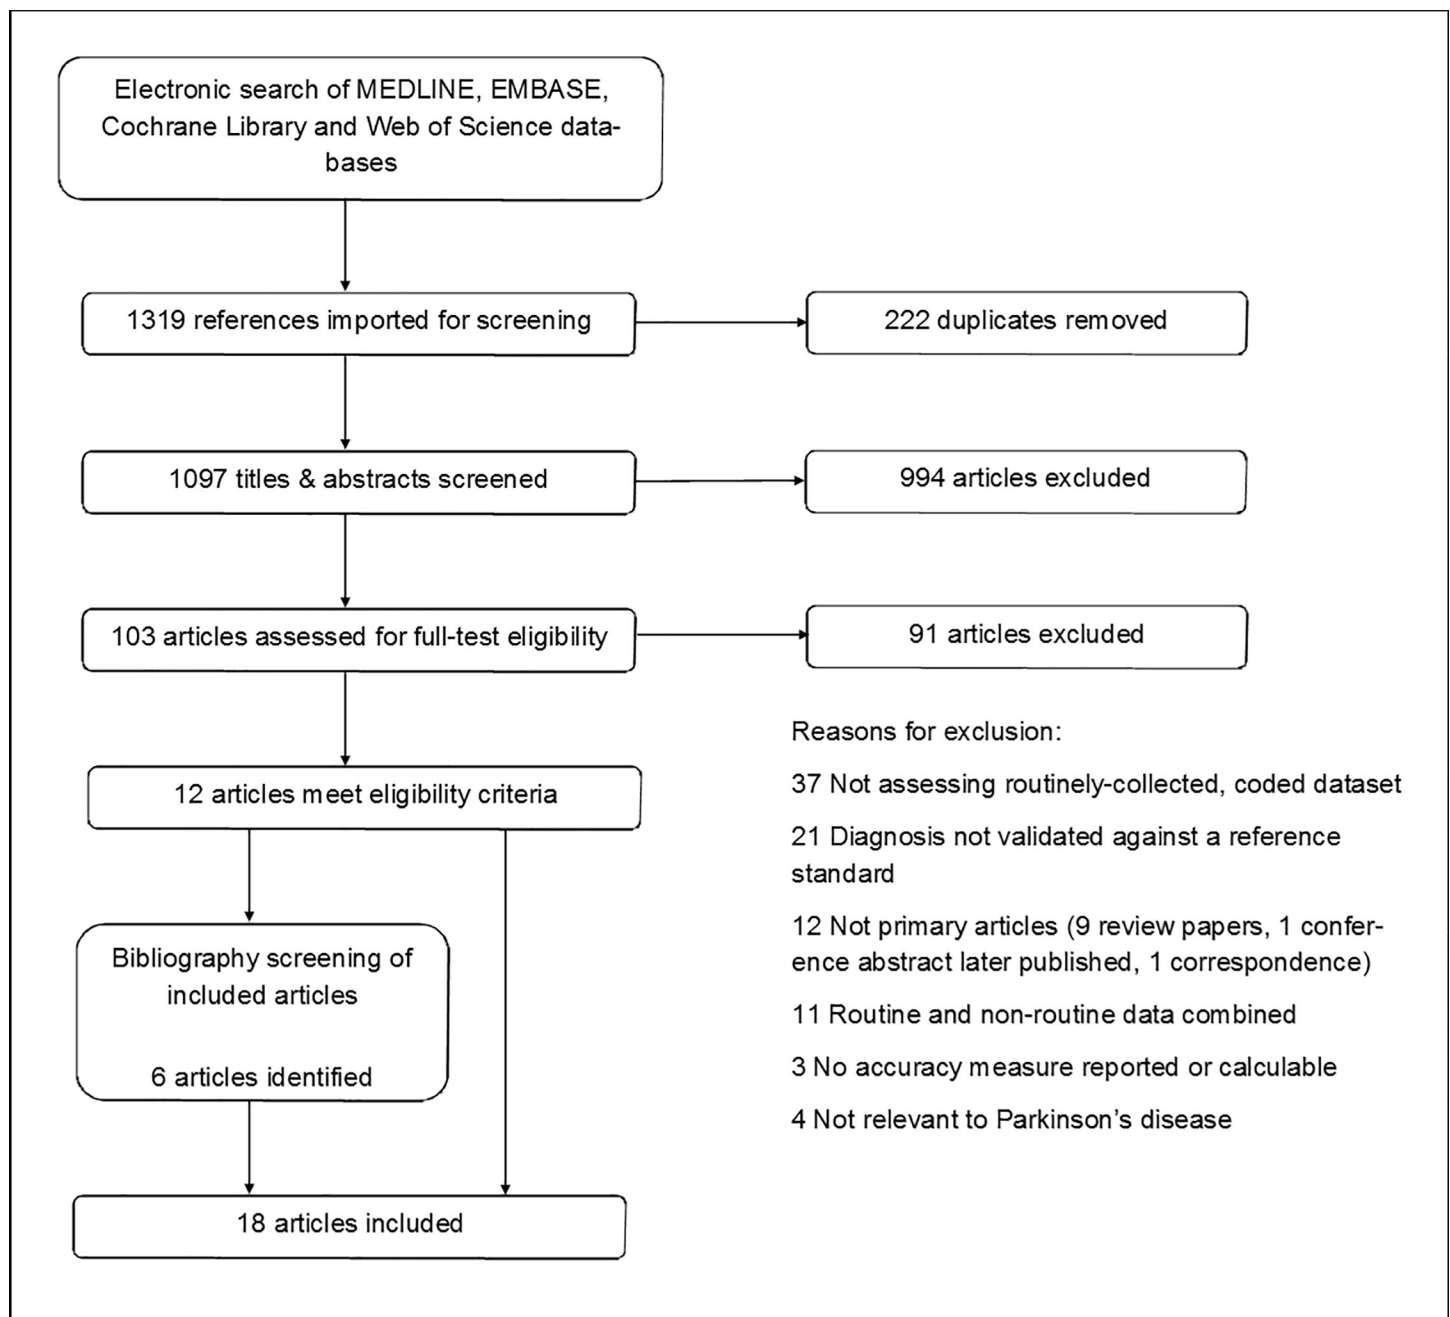 Electronic search of MEDLINE, EMBASE,
Cochrane Library and Web of Science data-
bases
1319 references imported for screening
222 duplicates removed
1097 titles & abstracts screened
994 articles excluded
103 articles assessed for full-test eligibility
91 articles excluded
Reasons for exclusion:
37 Not assessing routinely-collected, coded dataset
21 Diagnosis not validated against a reference
standard
12 Not primary articles (9 review papers, 1 confer-
ence abstract later published, 1 correspondence)
11 Routine and non-routine data combined
3 No accuracy measure reported or calculable
4 Not relevant to Parkinson’s disease
12 articles meet eligibility criteria
Bibliography screening of
included articles
6 articles identified
18 articles included